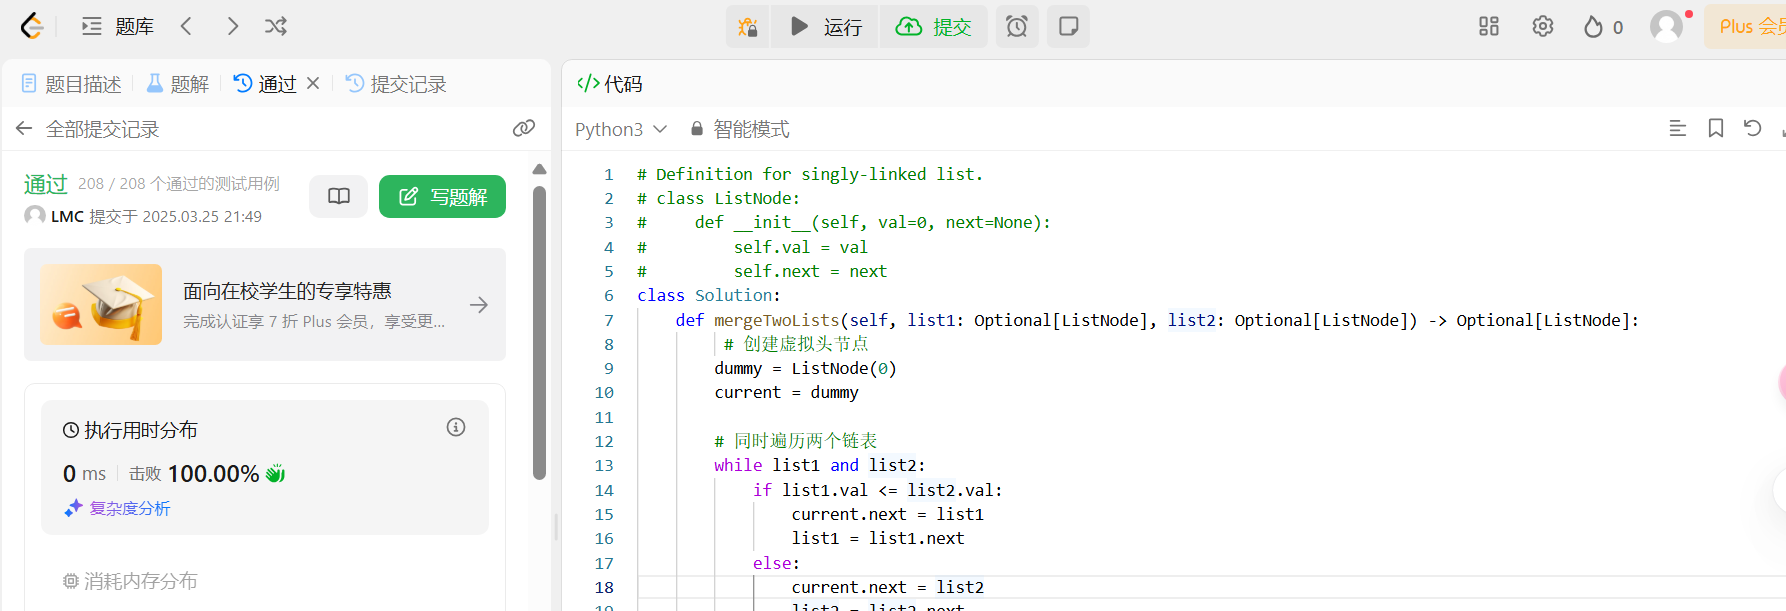 题库
运行
提交
0
Plus 会员
题目描述
题解
通过
提交记录
全部提交记录
通过 208 / 208 个通过的测试用例
LMC 提交于 2025.03.25 21:49
写题解
面向在校学生的专享特惠
完成认证享 7 折 Plus 会员，享受更...
执行用时分布
0 ms 击败 100.00%
复杂度分析
消耗内存分布
</> 代码
Python3 智能模式
1 # Definition for singly-linked list.
2 # class ListNode:
3 #     def __init__(self, val=0, next=None):
4 #         self.val = val
5 #         self.next = next
6 class Solution:
7     def mergeTwoLists(self, list1: Optional[ListNode], list2: Optional[ListNode]) -> Optional[ListNode]:
8          # 创建虚拟头节点
9         dummy = ListNode(0)
10         current = dummy
11
12         # 同时遍历两个链表
13         while list1 and list2:
14             if list1.val <= list2.val:
15                 current.next = list1
16                 list1 = list1.next
17             else:
18                 current.next = list2
19                 list2 = list2.next